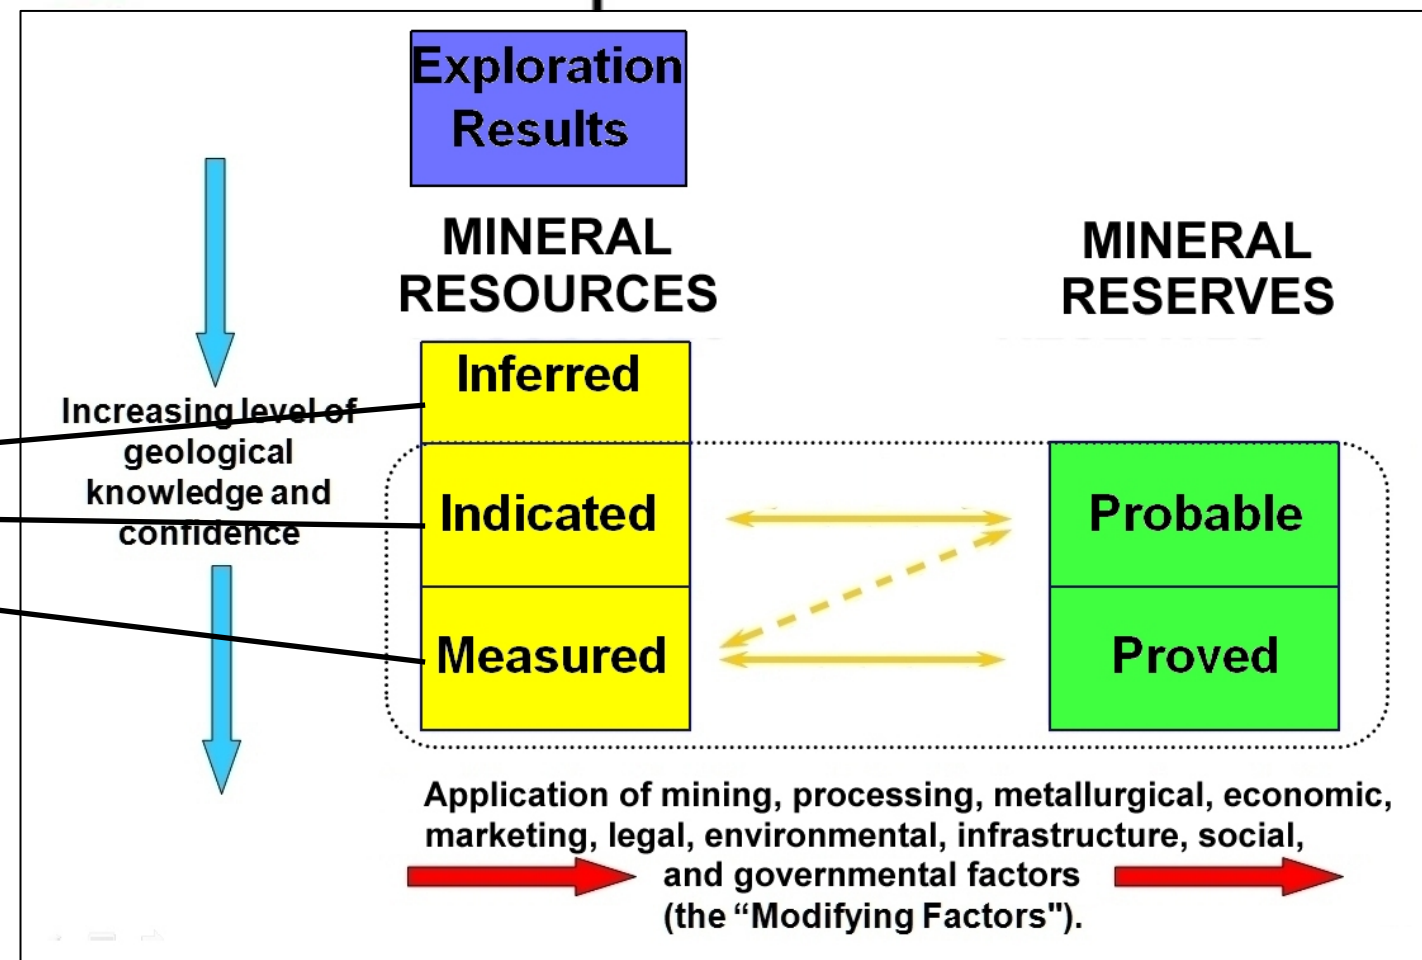 Exploration
Results
MINERAL
RESOURCES
MINERAL
RESERVES
Inferred
Increasing level of
geological
knowledge and
confidence
Indicated
Probable
Measured
Proved
Application of mining, processing, metallurgical, economic,
marketing, legal, environmental, infrastructure, social,
and governmental factors
(the “Modifying Factors").